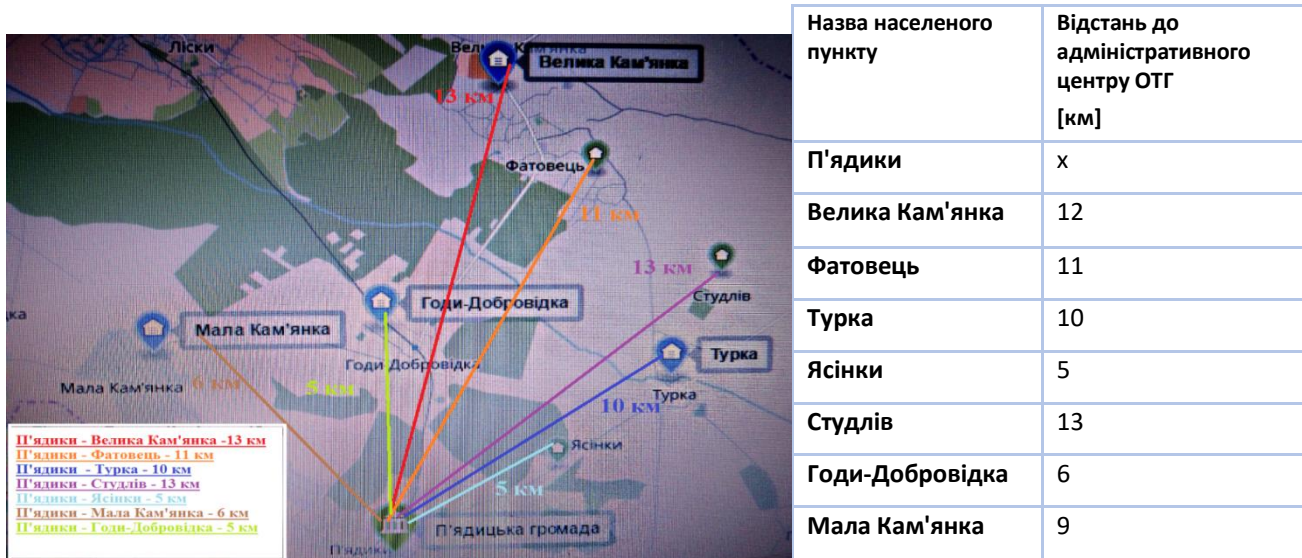 Ліски
Велика Кам'янка
13 км
Фатовець
11 км
13 км
Студлів
Годи-Добровідка
Мала Кам'янка
Годи Добровідка
Турка
Мала Кам'янка
6 км
5 км
10 км
Турка
Ясінки
5 км
П'ядицька громада
П'ядики
П'ядики - Велика Кам'янка -13 км
П'ядики - Фатовець - 11 км
П'ядики - Турка - 10 км
П'ядики - Студлів - 13 км
П'ядики - Ясінки - 5 км
П'ядики - Мала Кам'янка - 6 км
П'ядики - Годи-Добровідка - 5 км
Назва населеного
пункту
Відстань до
адміністративного
центру ОТГ
[км]
П'ядики х
Велика Кам'янка 12
Фатовець 11
Турка 10
Ясінки 5
Студлів 13
Годи-Добровідка 6
Мала Кам'янка 9